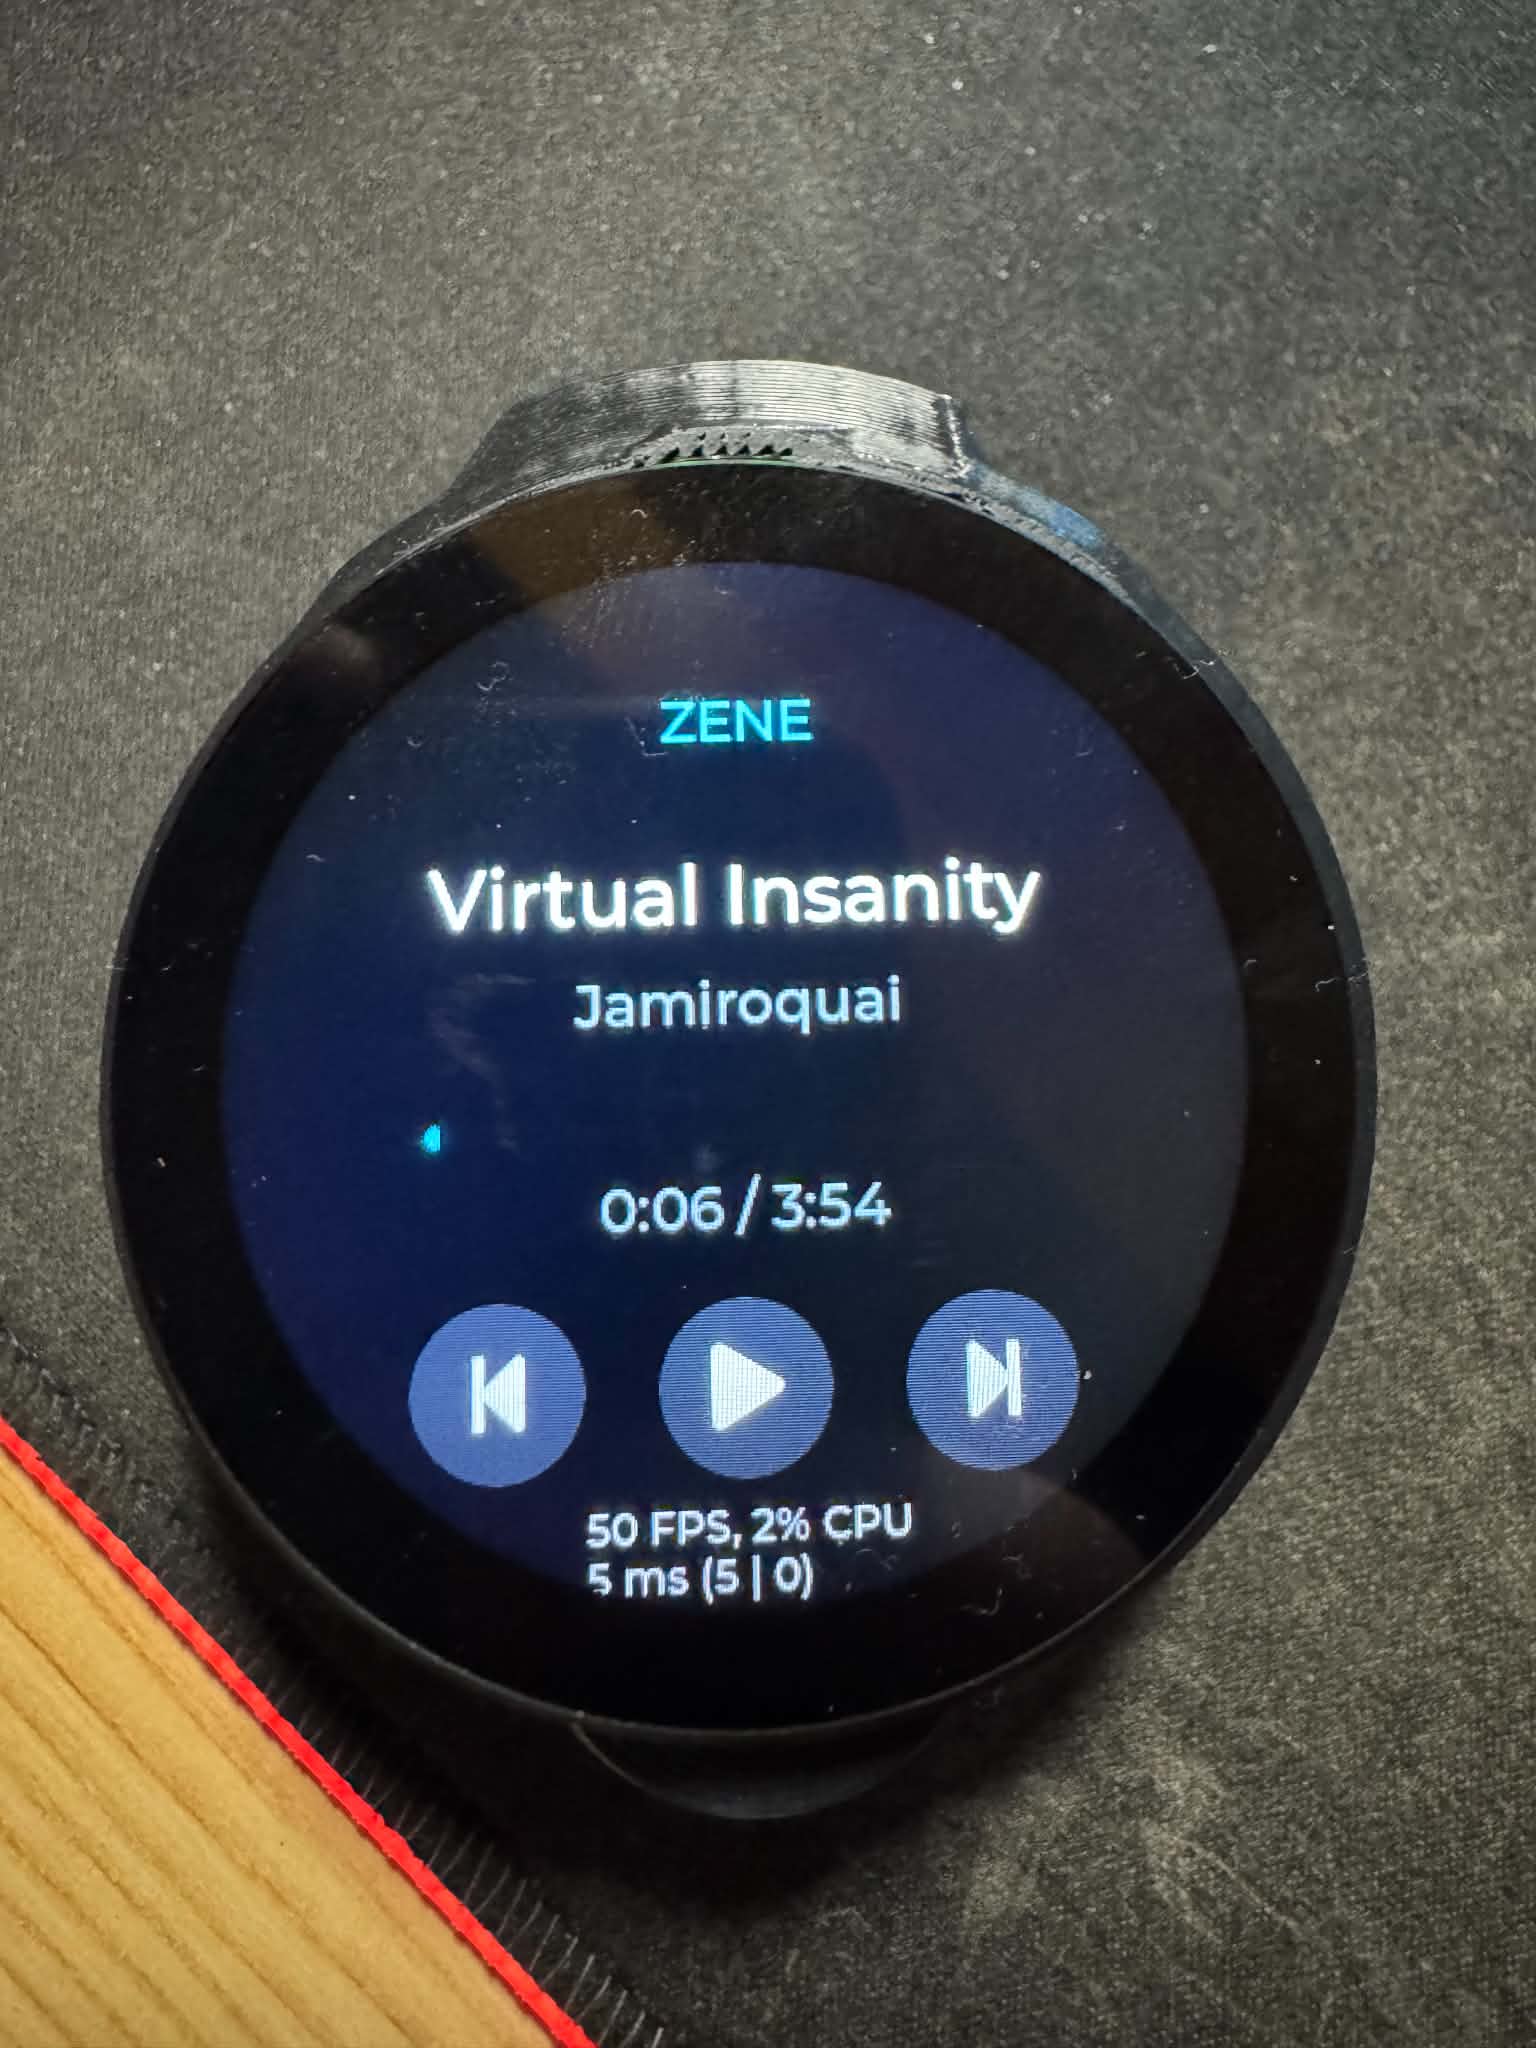 ZENE
Virtual Insanity
Jamiroquai
0:06 / 3:54
50 FPS, 2% CPU
5 ms (5 | 0)